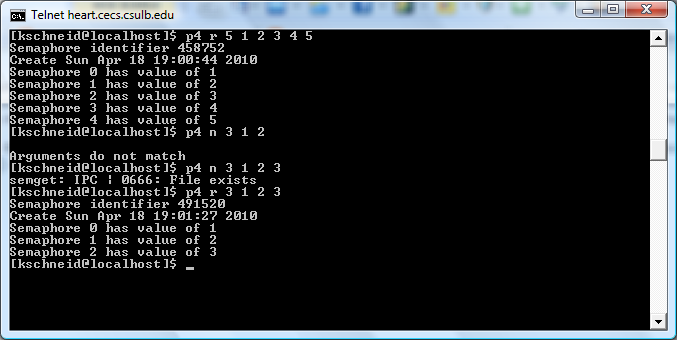 Telnet heart.cecs.csulb.edu
[kschneid@localhost]$ p4 r 5 1 2 3 4 5
Semaphore identifier 458752
Create Sun Apr 18 19:00:44 2010
Semaphore 0 has value of 1
Semaphore 1 has value of 2
Semaphore 2 has value of 3
Semaphore 3 has value of 4
Semaphore 4 has value of 5
[kschneid@localhost]$ p4 n 3 1 2
Arguments do not match
[kschneid@localhost]$ p4 n 3 1 2 3
semget: IPC ¦ 0666: File exists
[kschneid@localhost]$ p4 r 3 1 2 3
Semaphore identifier 491520
Create Sun Apr 18 19:01:27 2010
Semaphore 0 has value of 1
Semaphore 1 has value of 2
Semaphore 2 has value of 3
[kschneid@localhost]$ _